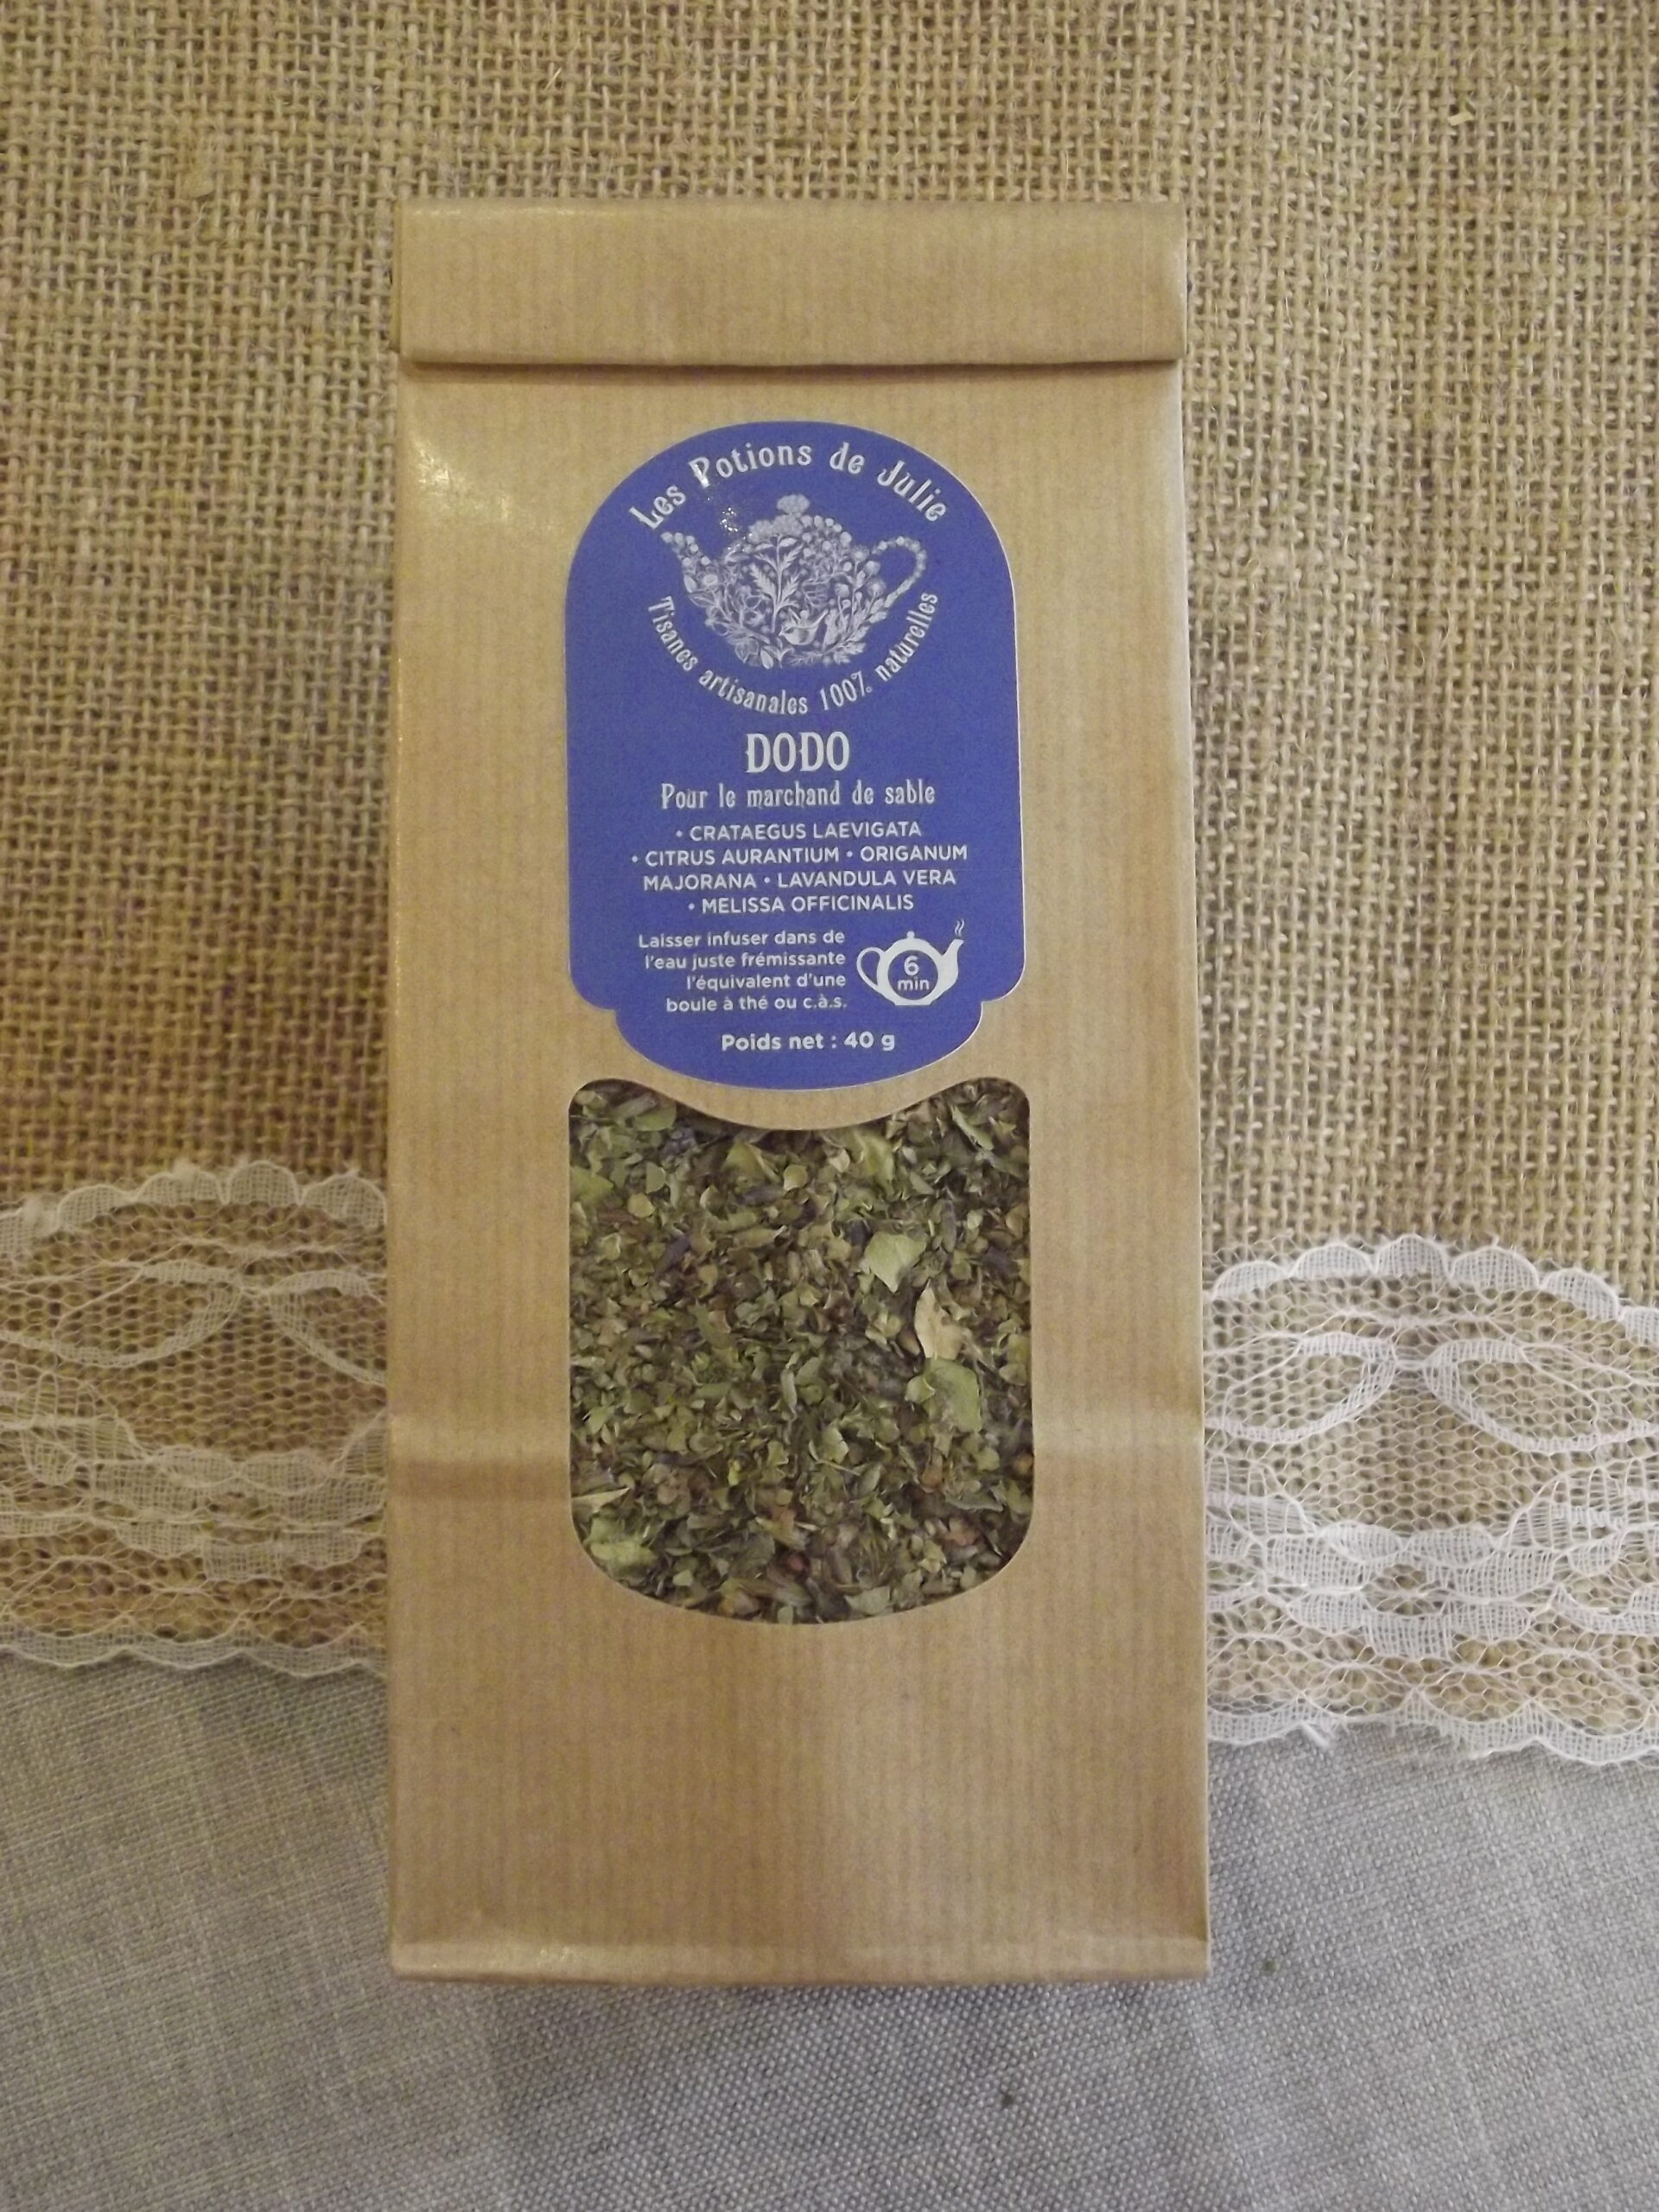 Les Potions de Julie
Tisanes artisanales 100% naturelles
DODO
Pour le marchand de sable
• CRATAEGUS LAEVIGATA
• CITRUS AURANTIUM • ORIGANUM
MAJORANA • LAVANDULA VERA
• MELISSA OFFICINALIS
Laisser infuser dans de
l'eau juste frémissante
l'équivalent d'une
boule à thé ou c.à.s.
6
min
Poids net : 40 g